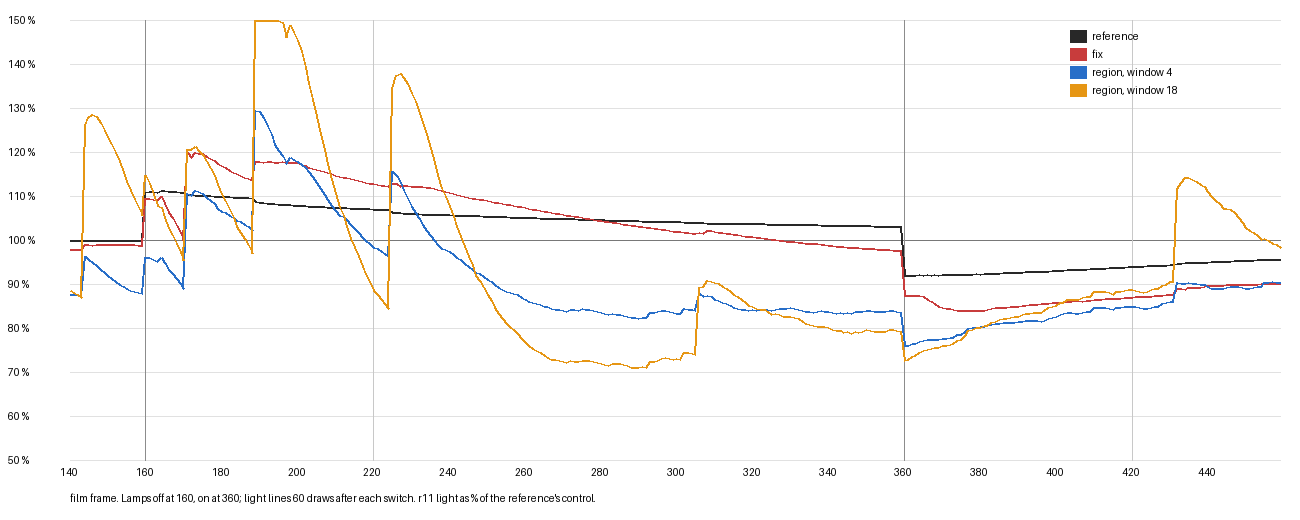 150 %
140 %
130 %
120 %
110 %
100 %
90 %
80 %
70 %
60 %
50 %
reference
fix
region, window 4
region, window 18
140 160 180 200 220 240 260 280 300 320 340 360 380 400 420 440
film frame. Lamps off at 160, on at 360; light lines 60 draws after each switch. r11 light as % of the reference's control.